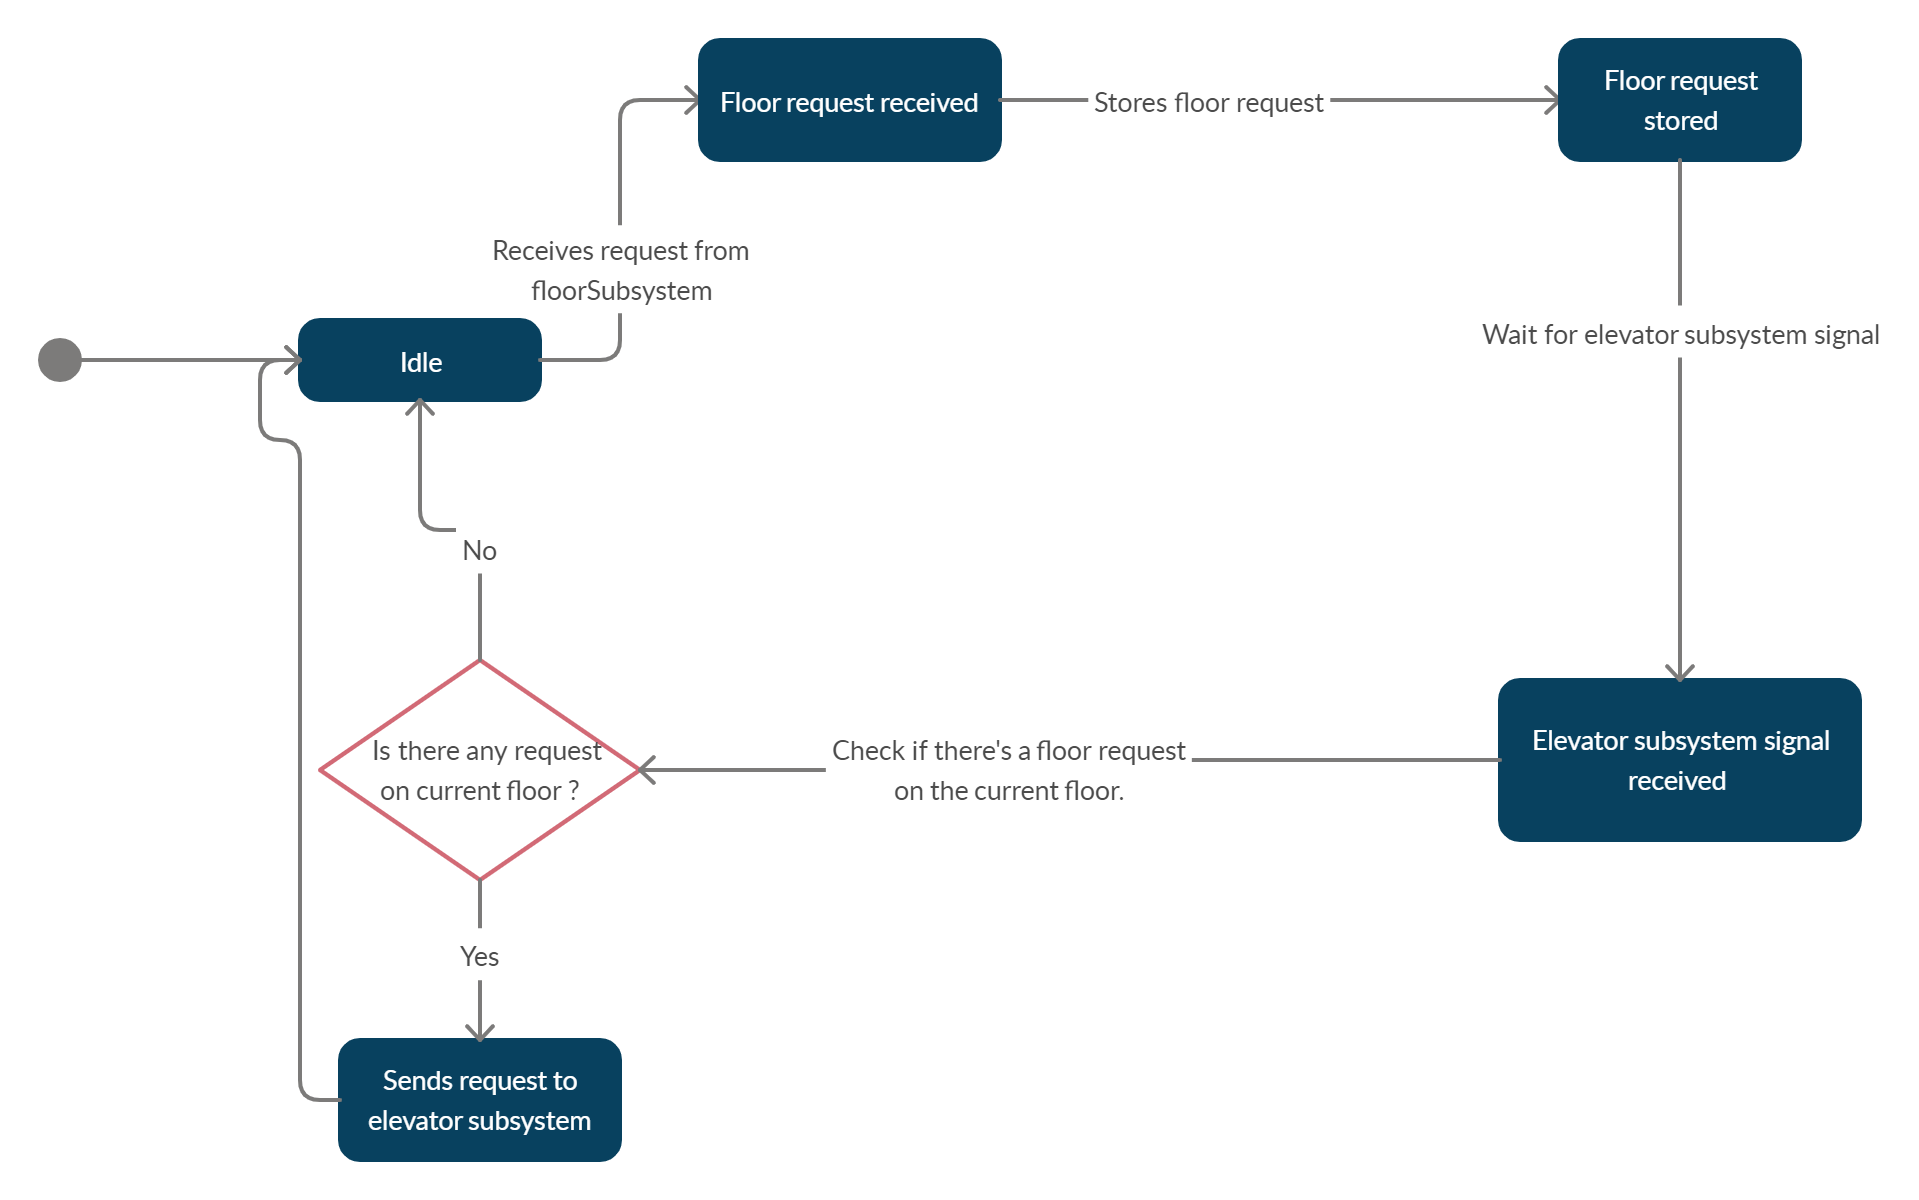 Floor request received
Stores floor request
Floor request
stored
Receives request from
floorSubsystem
Idle
Wait for elevator subsystem signal
No
Is there any request
on current floor ?
Check if there's a floor request
on the current floor.
Elevator subsystem signal
received
Yes
Sends request to
elevator subsystem